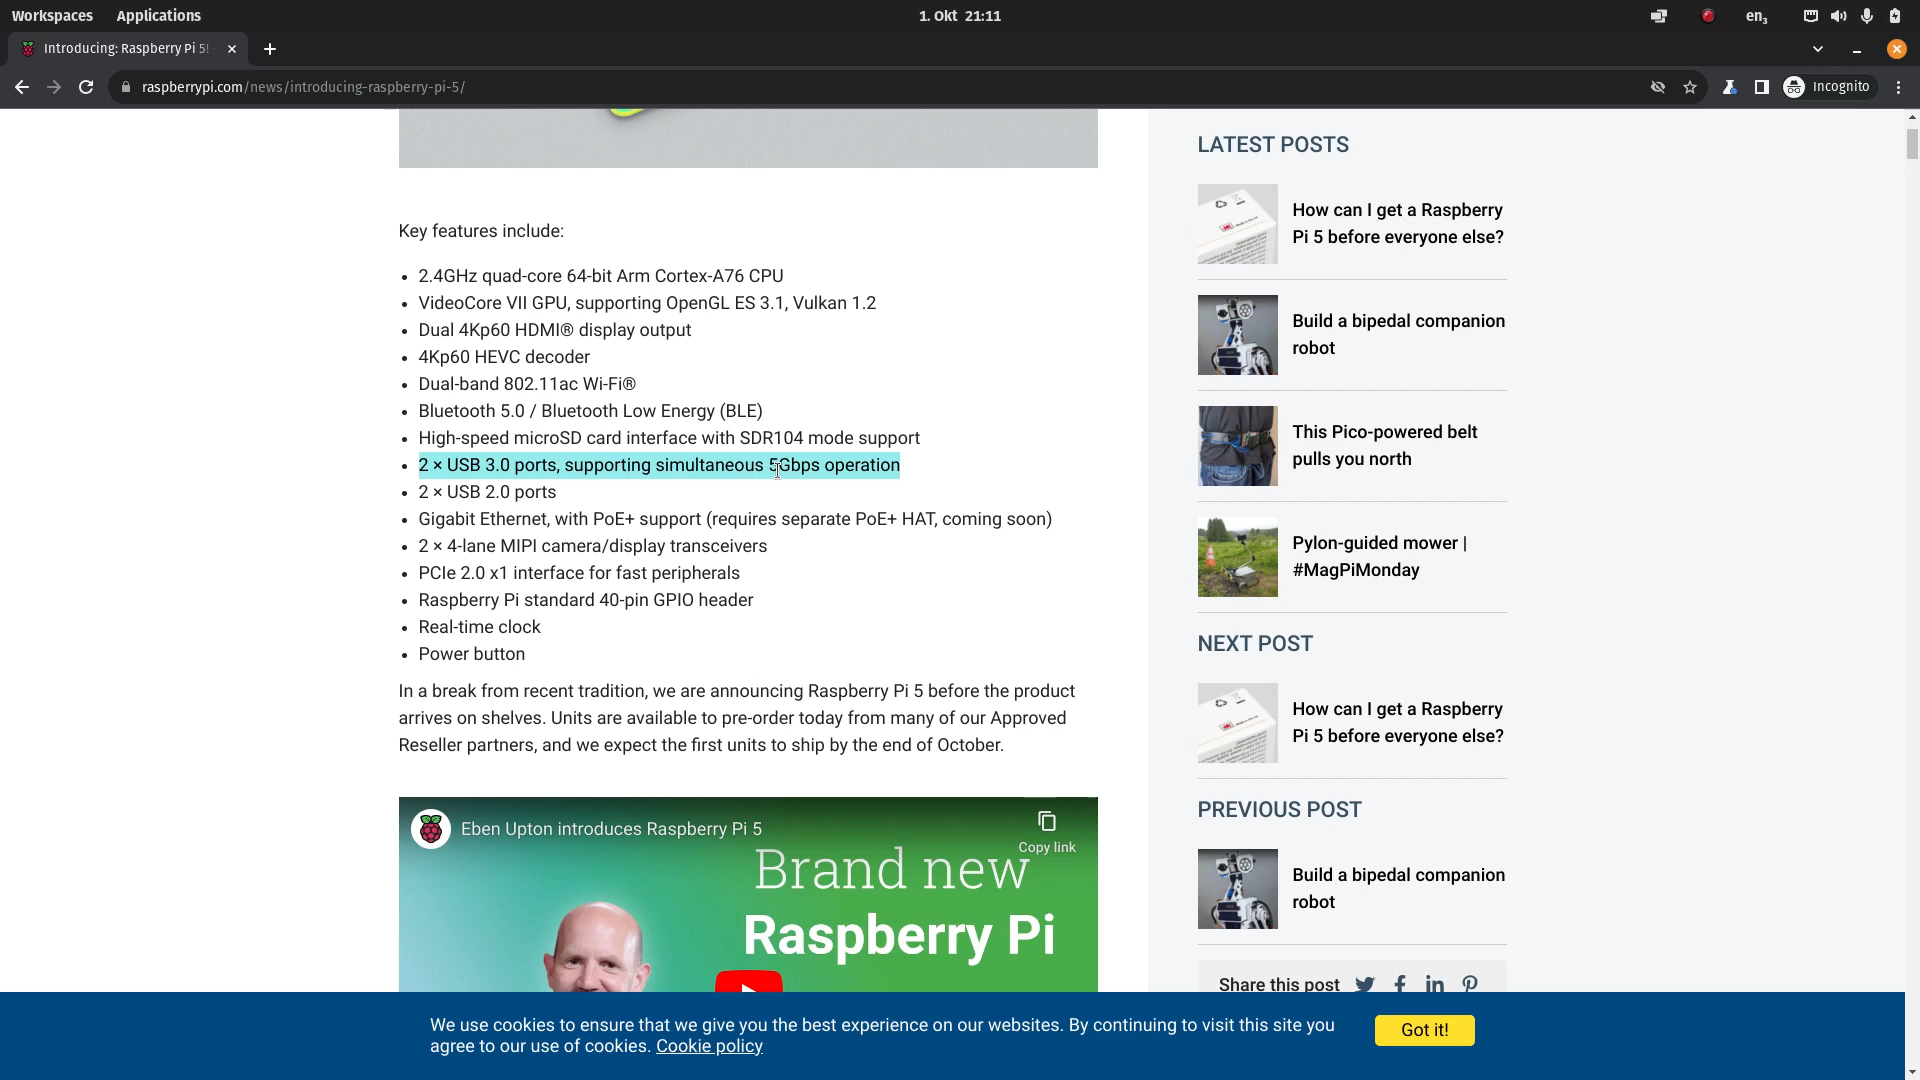 Workspaces Applications 1. Okt 21:11 en₃
Introducing: Raspberry Pi 5!
raspberrypi.com/news/introducing-raspberry-pi-5/ Incognito
Key features include:
• 2.4GHz quad-core 64-bit Arm Cortex-A76 CPU
• VideoCore VII GPU, supporting OpenGL ES 3.1, Vulkan 1.2
• Dual 4Kp60 HDMI® display output
• 4Kp60 HEVC decoder
• Dual-band 802.11ac Wi-Fi®
• Bluetooth 5.0 / Bluetooth Low Energy (BLE)
• High-speed microSD card interface with SDR104 mode support
• 2 × USB 3.0 ports, supporting simultaneous 5Gbps operation
• 2 × USB 2.0 ports
• Gigabit Ethernet, with PoE+ support (requires separate PoE+ HAT, coming soon)
• 2 × 4-lane MIPI camera/display transceivers
• PCIe 2.0 x1 interface for fast peripherals
• Raspberry Pi standard 40-pin GPIO header
• Real-time clock
• Power button
In a break from recent tradition, we are announcing Raspberry Pi 5 before the product
arrives on shelves. Units are available to pre-order today from many of our Approved
Reseller partners, and we expect the first units to ship by the end of October.
Eben Upton introduces Raspberry Pi 5
Copy link
Brand new
Raspberry Pi
LATEST POSTS
How can I get a Raspberry
Pi 5 before everyone else?
Build a bipedal companion
robot
This Pico-powered belt
pulls you north
Pylon-guided mower |
#MagPiMonday
NEXT POST
How can I get a Raspberry
Pi 5 before everyone else?
PREVIOUS POST
Build a bipedal companion
robot
Share this post
We use cookies to ensure that we give you the best experience on our websites. By continuing to visit this site you
agree to our use of cookies. Cookie policy
Got it!